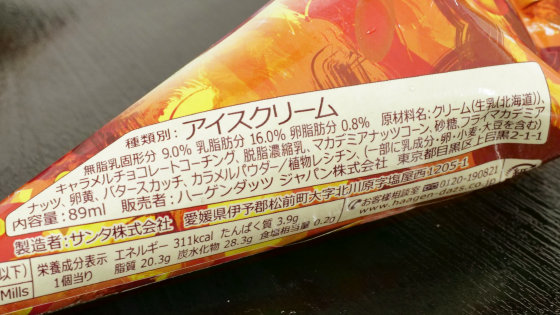 種類別: アイスクリーム
無脂乳固形分 9.0% 乳脂肪分 16.0% 卵脂肪分 0.8% 原材料名: クリーム(生乳(北海道))、
キャラメルチョコレートコーチング、脱脂濃縮乳、マカデミアナッツコーン、砂糖、フライマカデミア
ナッツ、卵黄、バタースカッチ、カラメルパウダー/植物レシチン、(一部に乳成分・卵・小麦・大豆を含む)
内容量: 89ml 販売者: ハーゲンダッツ ジャパン株式会社 東京都目黒区上目黒2-1-1
製造者: サンタ株式会社 愛媛県伊予郡松前町大字北川原字塩屋1205-1
お客様相談室 0120-190821
http://www.haagen-dazs.co.jp
以下)
Mills
栄養成分表示
1個当り
エネルギー 311kcal たんぱく質 3.9g
脂質 20.3g 炭水化物 28.3g 食塩相当量 0.2g